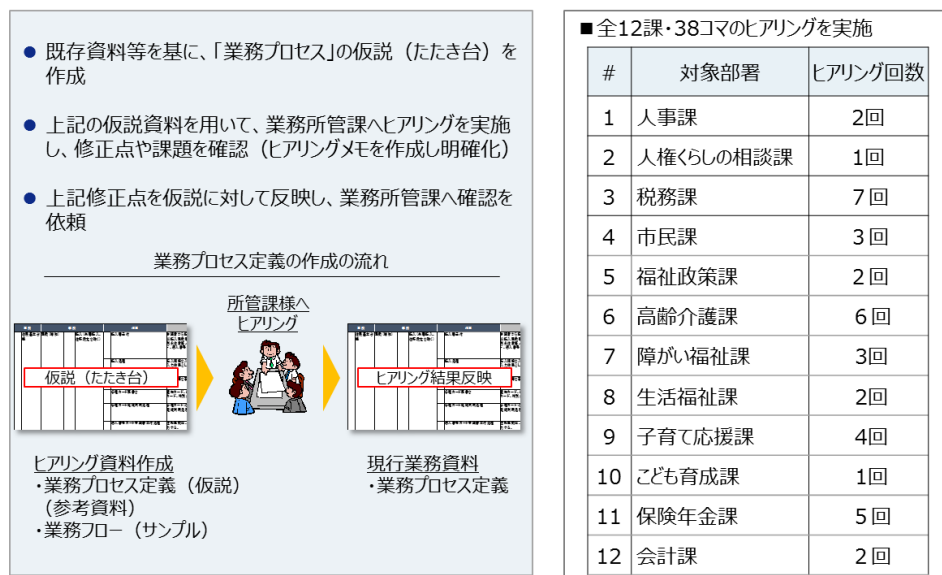 ● 既存資料等を基に、「業務プロセス」の仮説（たたき台）を
作成
● 上記の仮説資料を用いて、業務所管課へヒアリングを実施
し、修正点や課題を確認（ヒアリングメモを作成し明確化）
● 上記修正点を仮説に対して反映し、業務所管課へ確認を
依頼
業務プロセス定義の作成の流れ
所管課様へ
ヒアリング
仮説（たたき台）
ヒアリング結果反映
ヒアリング資料作成
・業務プロセス定義（仮説）
（参考資料）
・業務フロー（サンプル）
現行業務資料
・業務プロセス定義
■全12課・38コマのヒアリングを実施
# 対象部署 ヒアリング回数
1 人事課 2回
2 人権くらしの相談課 1回
3 税務課 7回
4 市民課 3回
5 福祉政策課 2回
6 高齢介護課 6回
7 障がい福祉課 3回
8 生活福祉課 2回
9 子育て応援課 4回
10 こども育成課 1回
11 保険年金課 5回
12 会計課 2回